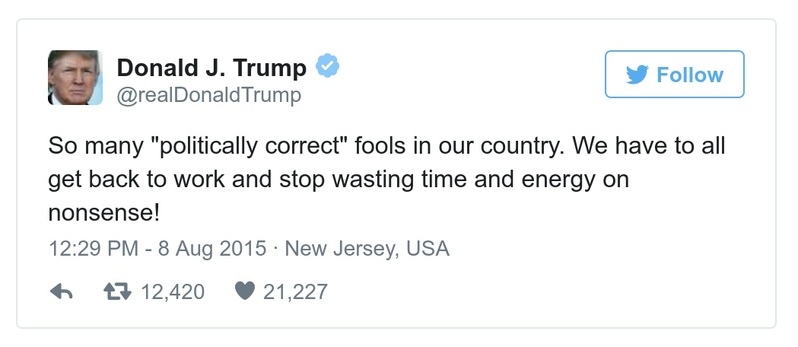 Donald J. Trump
@realDonaldTrump
Follow
So many "politically correct" fools in our country. We have to all
get back to work and stop wasting time and energy on
nonsense!
12:29 PM - 8 Aug 2015 · New Jersey, USA
12,420 21,227